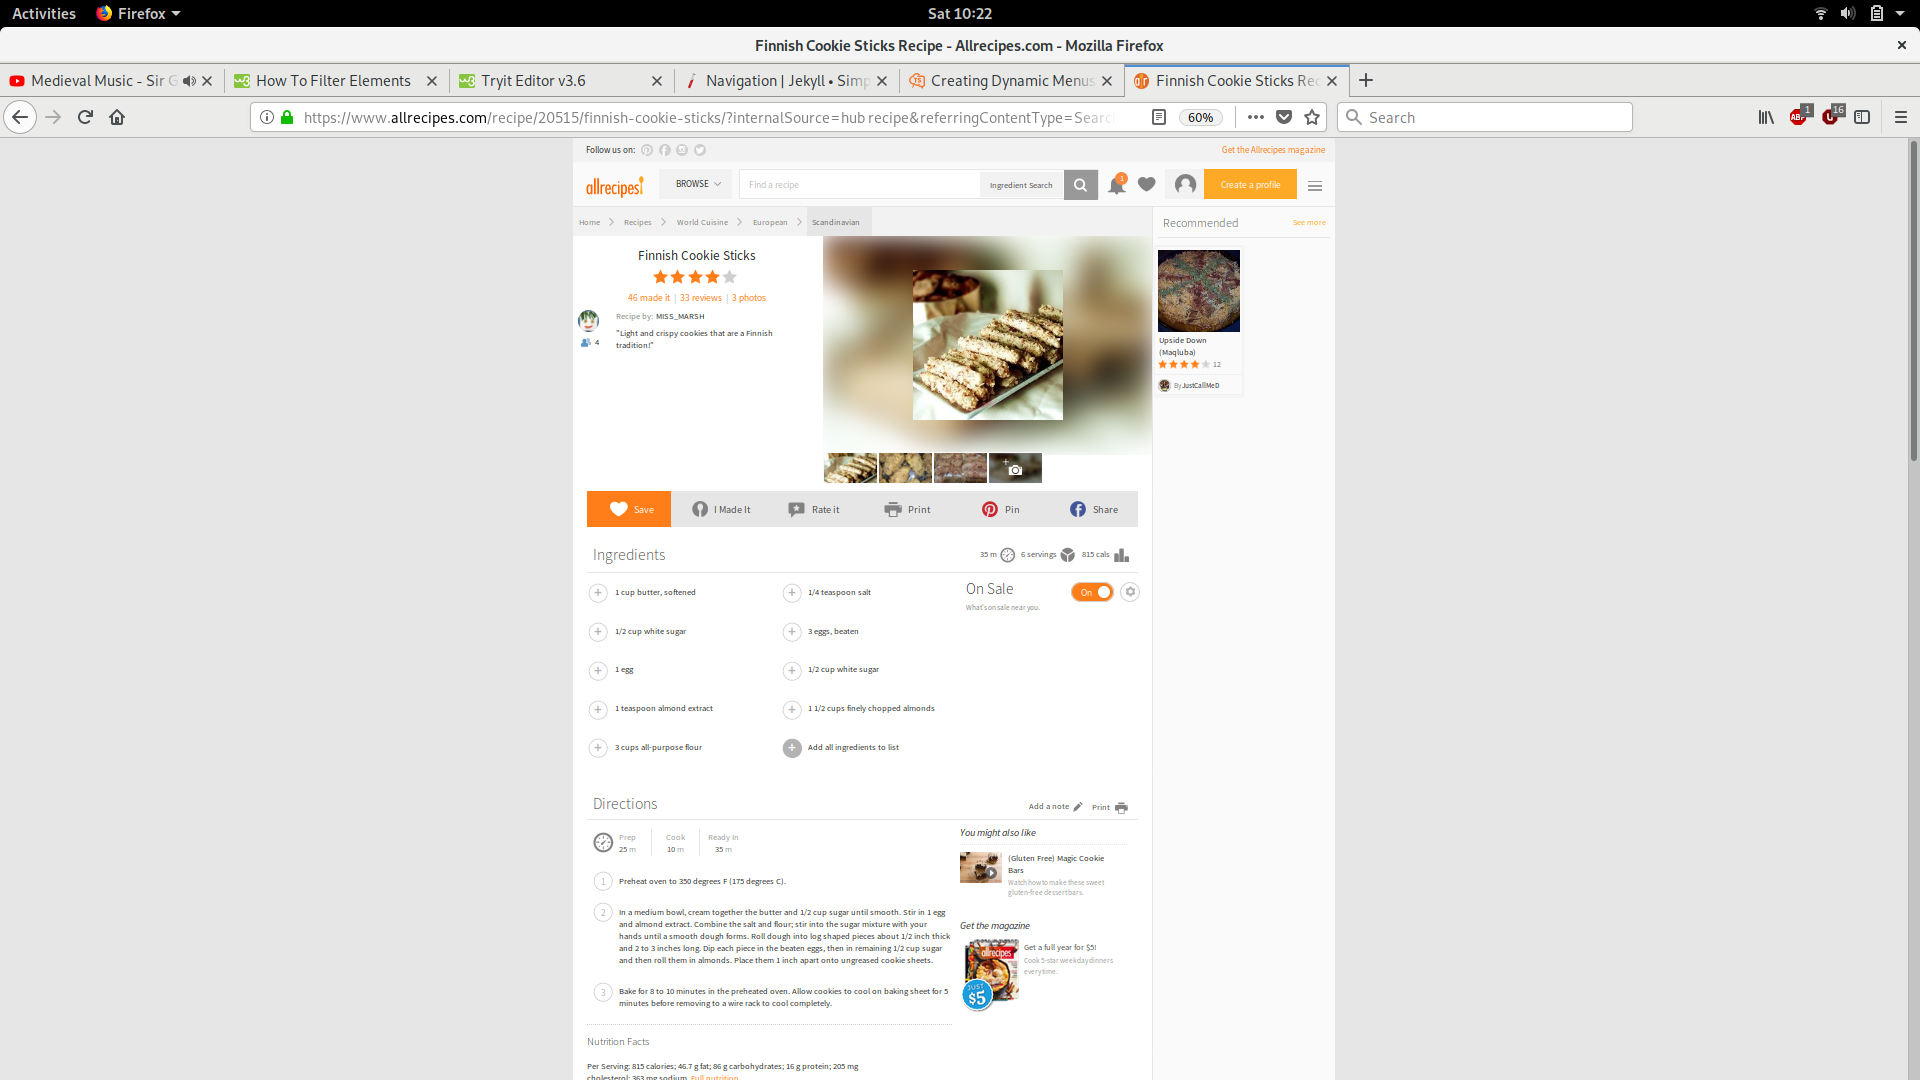 Activities
Firefox
Sat 10:22
Finnish Cookie Sticks Recipe - Allrecipes.com - Mozilla Firefox
Medieval Music - Sir G
How To Filter Elements
Tryit Editor v3.6
Navigation | Jekyll • Simp
Creating Dynamic Menus
Finnish Cookie Sticks Rec
https://www.allrecipes.com/recipe/20515/finnish-cookie-sticks/?internalSource=hub recipe&referringContentType=Searc
60%
Search
1
16
Follow us on:
Get the Allrecipes magazine
allrecipes
BROWSE
Find a recipe
Ingredient Search
1
Create a profile
Home
Recipes
World Cuisine
European
Scandinavian
Recommended
See more
Finnish Cookie Sticks
46 made it | 33 reviews | 3 photos
Recipe by: MISS_MARSH
4
"Light and crispy cookies that are a Finnish
tradition!"
Upside Down
(Maqluba)
12
By JustCallMeD
Save
I Made It
Rate it
Print
Pin
Share
Ingredients
35 m
6 servings
815 cals
1 cup butter, softened
1/2 cup white sugar
1 egg
1 teaspoon almond extract
3 cups all-purpose flour
1/4 teaspoon salt
3 eggs, beaten
1/2 cup white sugar
1 1/2 cups finely chopped almonds
Add all ingredients to list
On Sale
What's on sale near you.
On
Directions
Add a note
Print
Prep
25 m
Cook
10 m
Ready In
35 m
1
Preheat oven to 350 degrees F (175 degrees C).
2
In a medium bowl, cream together the butter and 1/2 cup sugar until smooth. Stir in 1 egg
and almond extract. Combine the salt and flour; stir into the sugar mixture with your
hands until a smooth dough forms. Roll dough into log shaped pieces about 1/2 inch thick
and 2 to 3 inches long. Dip each piece in the beaten eggs, then in remaining 1/2 cup sugar
and then roll them in almonds. Place them 1 inch apart onto ungreased cookie sheets.
3
Bake for 8 to 10 minutes in the preheated oven. Allow cookies to cool on baking sheet for 5
minutes before removing to a wire rack to cool completely.
You might also like
(Gluten Free) Magic Cookie
Bars
Watch how to make these sweet
gluten-free dessert bars.
Get the magazine
allrecipes
JUST
$5
Get a full year for $5!
Cook 5-star weekday dinners
every time.
Nutrition Facts
Per Serving: 815 calories; 46.7 g fat; 86 g carbohydrates; 16 g protein; 205 mg
cholesterol; 363 mg sodium. Full nutrition